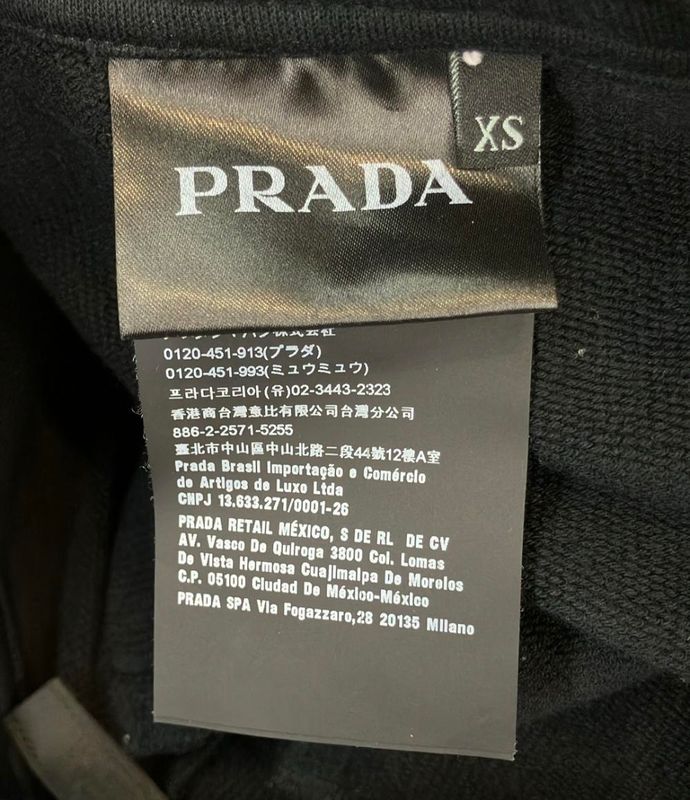 PRADA
XS
0120-451-913(プラダ)
0120-451-993(ミュウミュウ)
프라다코리아(유)02-3443-2323
香港商台灣意比有限公司台灣分公司
886-2-2571-5255
臺北市中山區中山北路二段44號12樓A室
Prada Brasil Importação e Comércio
de Artigos de Luxo Ltda
CNPJ 13.633.271/0001-26
PRADA RETAIL MÉXICO, S DE RL DE CV
AV. Vasco De Quiroga 3800 Col. Lomas
De Vista Hermosa Cuajimalpa De Morelos
C.P. 05100 Ciudad De México-México
PRADA SPA Via Fogazzaro,28 20135 Milano